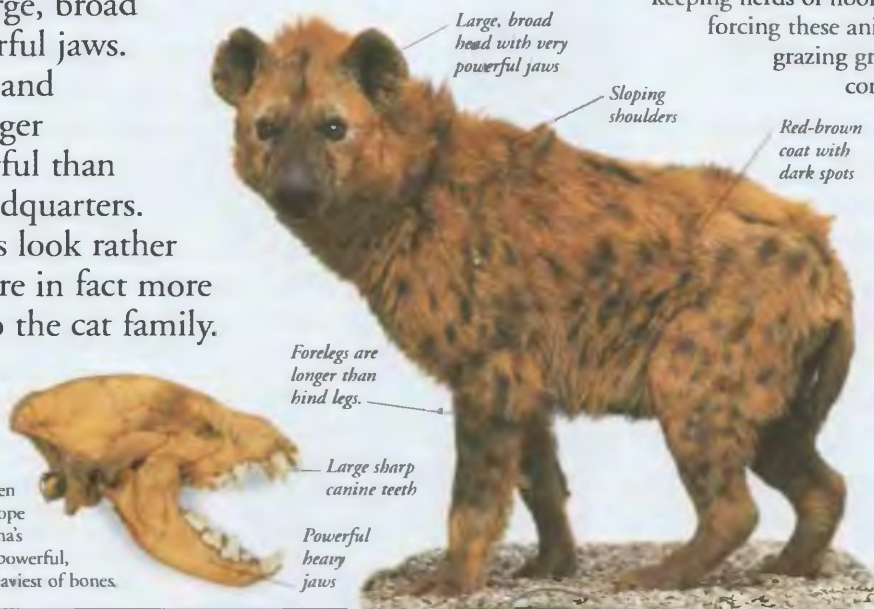 rge, broad
rful jaws.
and
ger
ful than
dquarters.
s look rather
re in fact more
o the cat family.
Large, broad
head with very
powerful jaws
Sloping
shoulders
keeping herds of
forcing these ani
grazing gr
Red-brown
coat with
dark spots
Forelegs are
longer than
hind legs.
Large sharp
canine teeth
Powerful
heavy
jaws
en
ope
na's
powerful,
aviest of bones.